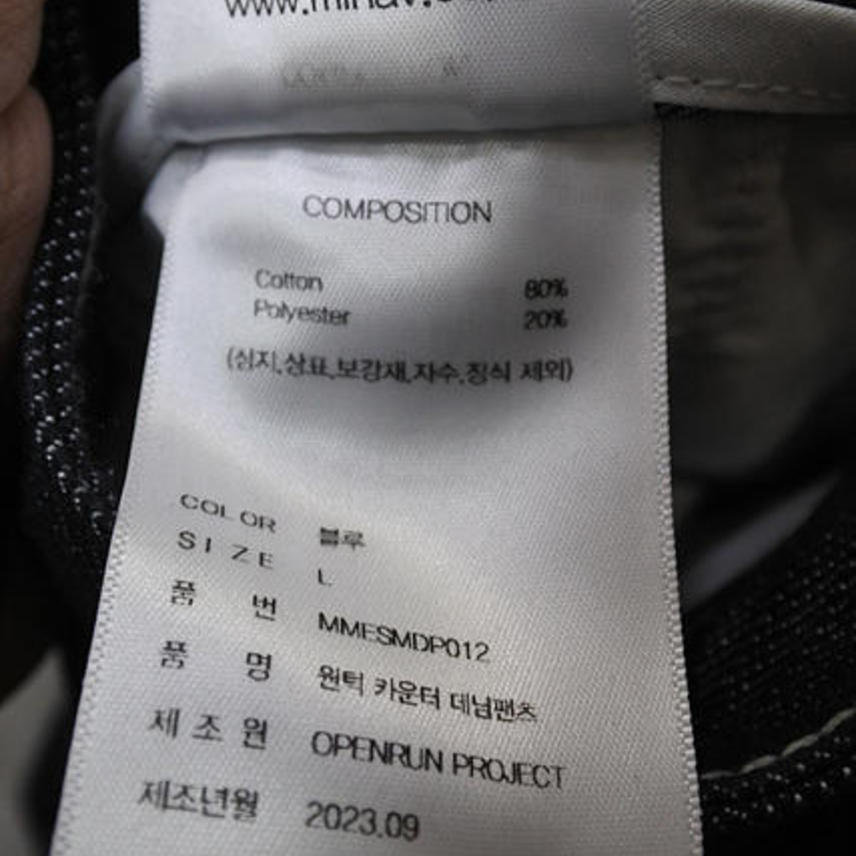 COMPOSITION
Cotton 80%
Polyester 20%
(심지,상표,보강재,자수,장식 제외)
COLOR 블루
SIZE L
품 번 MMESMDP012
품 명 원턱 카운터 데님팬츠
제 조 원 OPENRUN PROJECT
제조년월 2023.09